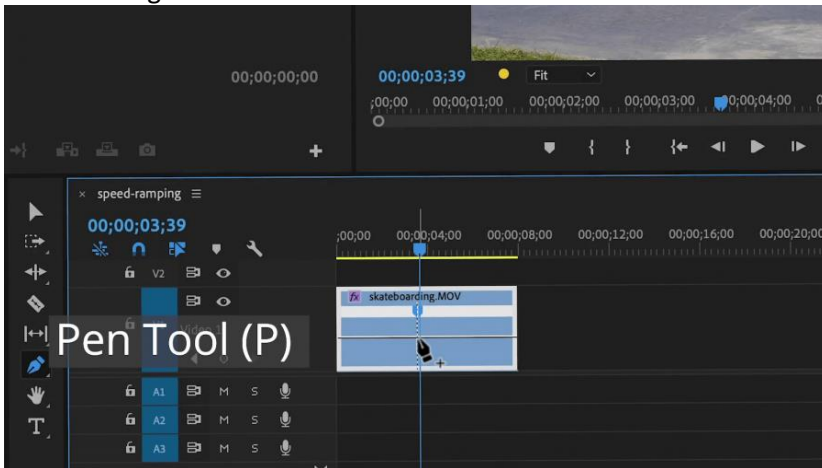 00;00;00;00
00;00;03;39
Fit
;00;00 00;00;01;00 00;00;02;00 00;00;03;00 00;00;04;00
speed-ramping
00;00;03;39
;00;00 00;00;04;00 00;00;08;00 00;00;12;00 00;00;16;00 00;00;20;00
V2
fx skateboarding.MOV
Pen Tool (P)
A1 M S
A2 M S
A3 M S
T